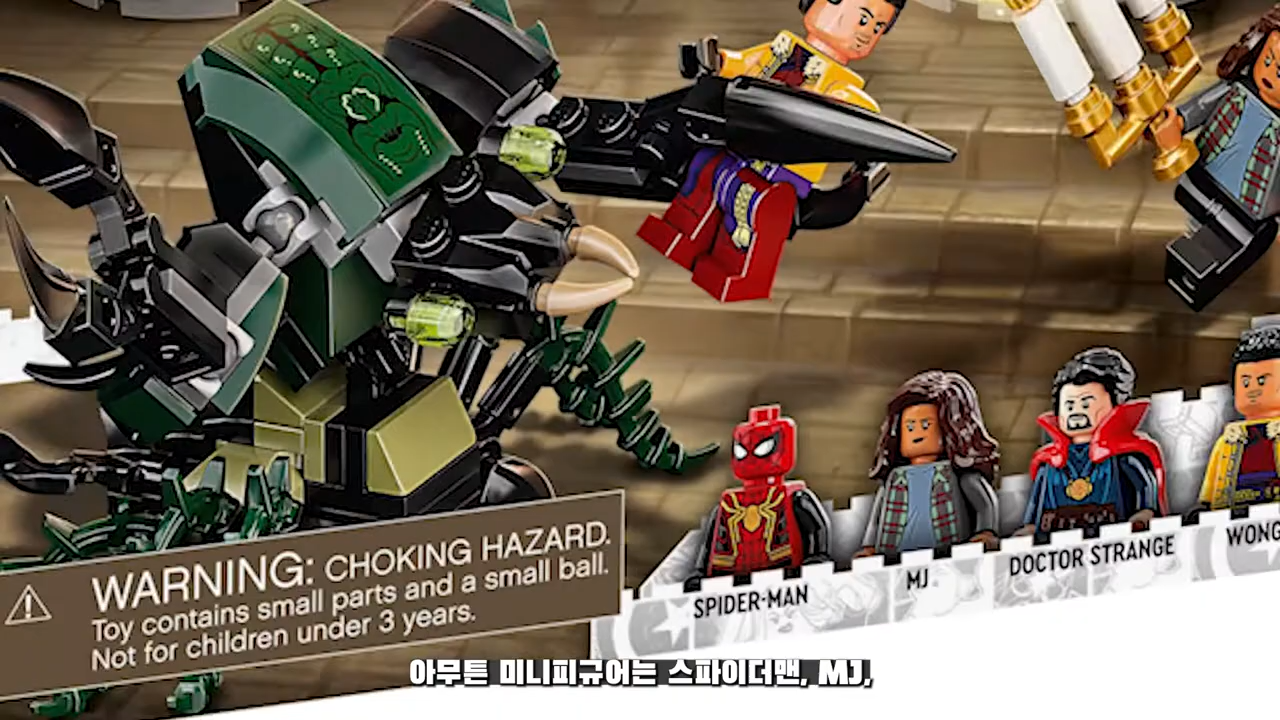 WARNING: CHOKING HAZARD.
Toy contains small parts and a small ball.
Not for children under 3 years.
SPIDER-MAN
MJ
DOCTOR STRANGE
WONG
아무튼 미니피규어는 스파이더맨, MJ,